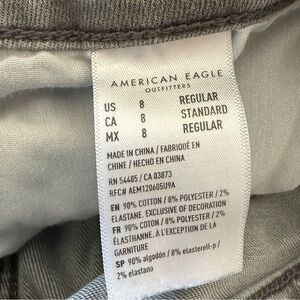 AMERICAN EAGLE
OUTFITTERS
US 8 REGULAR
CA 8 STANDARD
MX 8 REGULAR
MADE IN CHINA / FABRIQUÉ EN
CHINE / HECHO EN CHINA
RN 54485 / CA 03873
RFC# AEM120605U9A
EN 90% COTTON / 8% POLYESTER / 2%
ELASTANE. EXCLUSIVE OF DECORATION
FR 90% COTON / 8% POLYESTER / 2%
ÉLASTHANNE. À L'EXCEPTION DE LA
GARNITURE
SP 90% algodón / 8% elasterell-p /
2% elastano